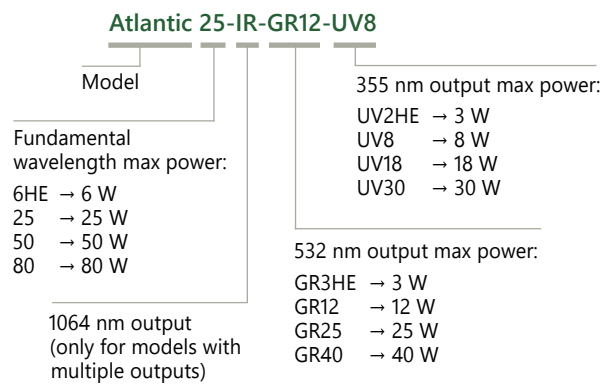 Atlantic 25-IR-GR12-UV8
Model
Fundamental
wavelength max power:
6HE → 6 W
25 → 25 W
50 → 50 W
80 → 80 W
1064 nm output
(only for models with
multiple outputs)
532 nm output max power:
GR3HE → 3 W
GR12 → 12 W
GR25 → 25 W
GR40 → 40 W
355 nm output max power:
UV2HE → 3 W
UV8 → 8 W
UV18 → 18 W
UV30 → 30 W